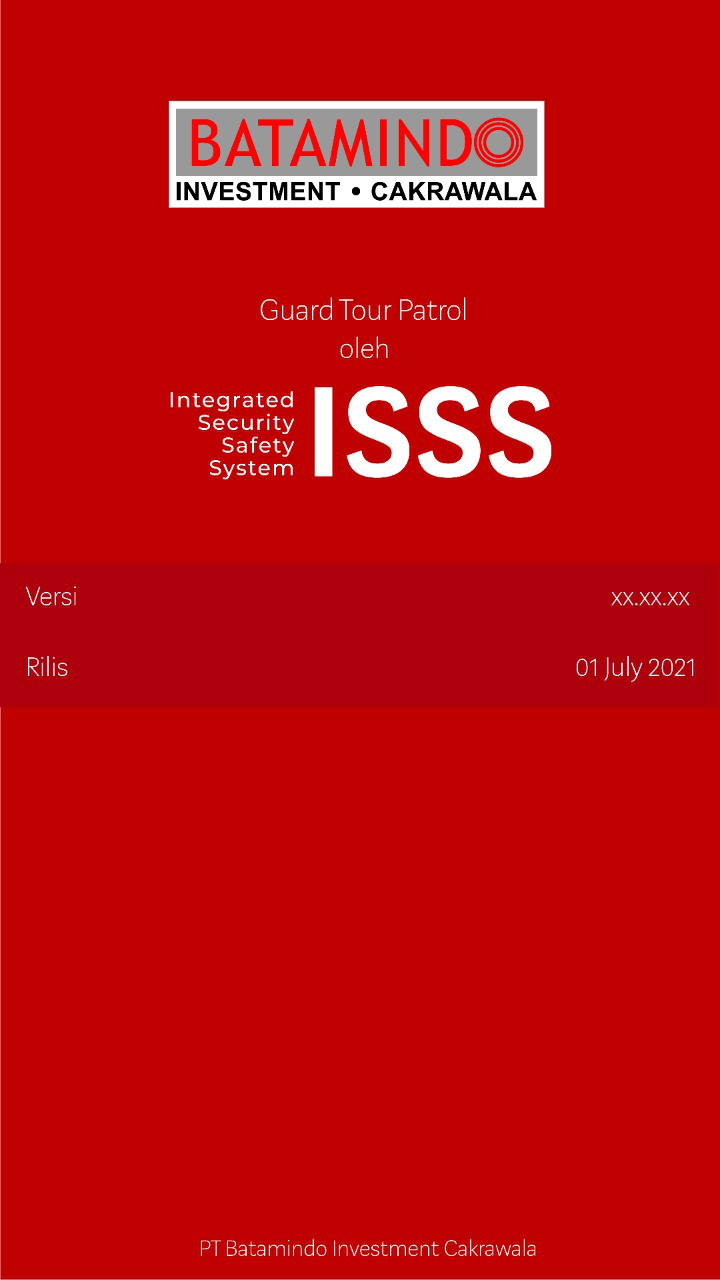 BATAMINDO
INVESTMENT • CAKRAWALA
Guard Tour Patrol
oleh
Integrated
Security
Safety
System
ISSS
Versi xx.xx.xx
Rilis 01 July 2021
PT Batamindo Investment Cakrawala